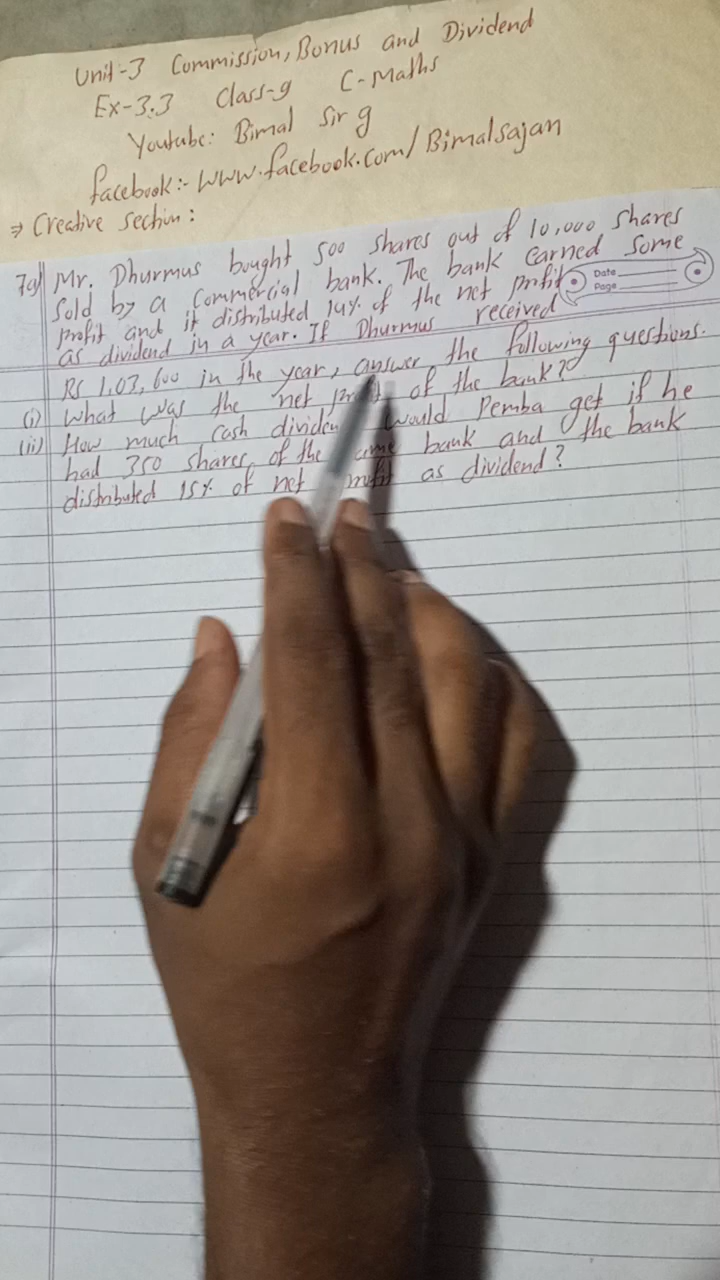 Unit-3 Commission, Bonus and Dividend
Ex-3.3 Class-9 C-Maths
Youtube: Bimal Sir g
facebook:- www.facebook.com/Bimalsajan
⇒ Creative section:
7a) Mr. Dhurmus bought 500 shares out of 10,000 shares
sold by a commercial bank. The bank earned some
profit and it distributed 14% of the net profit
Date
Page
as dividend in a year. If Dhurmus received
Rs 1,03,600 in the year, answer the following questions.
(i) What was the net of the bank?
(ii) How much cash would Pemba get if he
had 350 shares of the bank and the bank
distributed 15% of net as dividend?